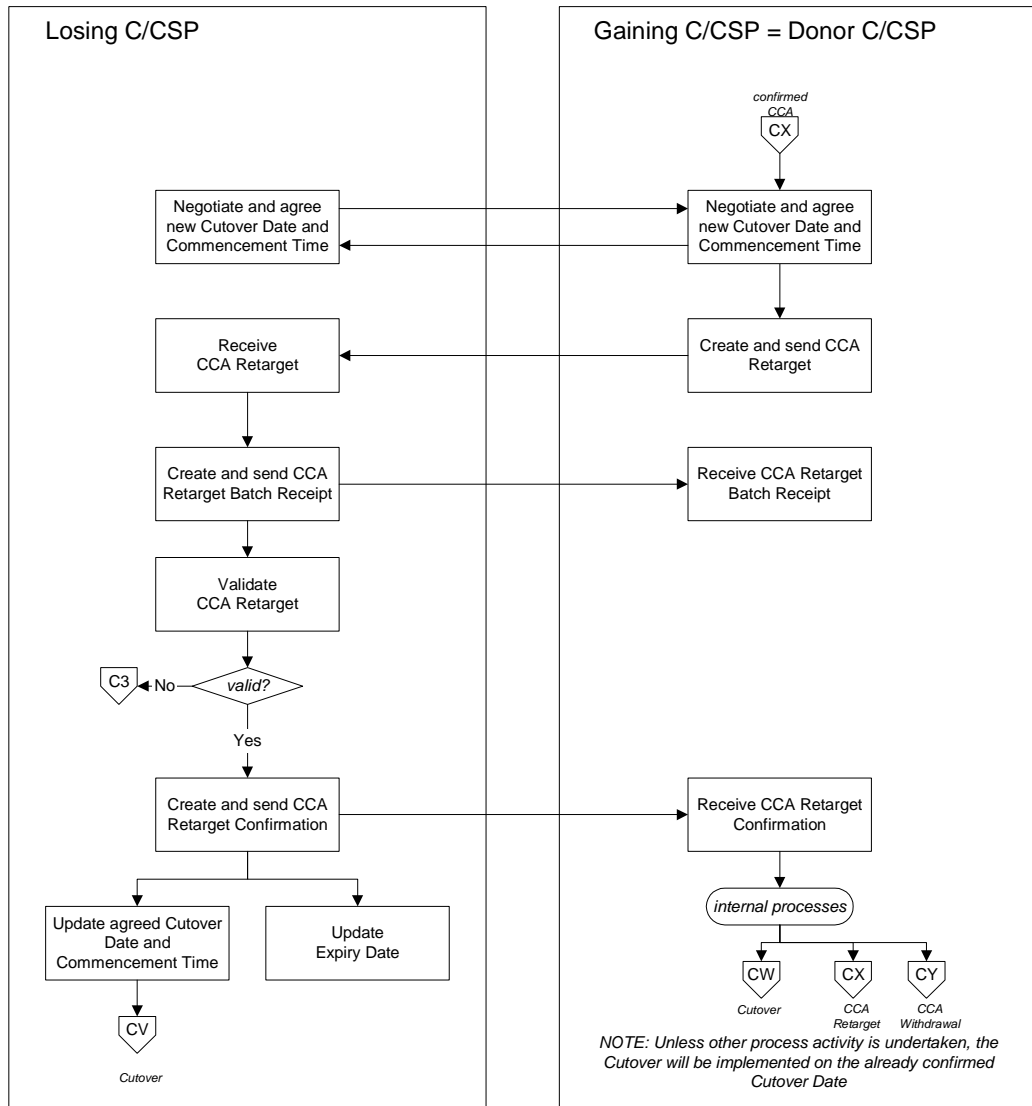 Losing C/CSP
Gaining C/CSP = Donor C/CSP
confirmed
CCA
CX
Negotiate and agree
new Cutover Date and
Commencement Time
Negotiate and agree
new Cutover Date and
Commencement Time
Receive
CCA Retarget
Create and send CCA
Retarget
Create and send CCA
Retarget Batch Receipt
Receive CCA Retarget
Batch Receipt
Validate
CCA Retarget
C3
No
valid?
Yes
Create and send CCA
Retarget Confirmation
Receive CCA Retarget
Confirmation
Update agreed Cutover
Date and
Commencement Time
Update
Expiry Date
internal processes
CV
Cutover
CW
Cutover
CX
CCA
Retarget
CY
CCA
Withdrawal
NOTE: Unless other process activity is undertaken, the
Cutover will be implemented on the already confirmed
Cutover Date